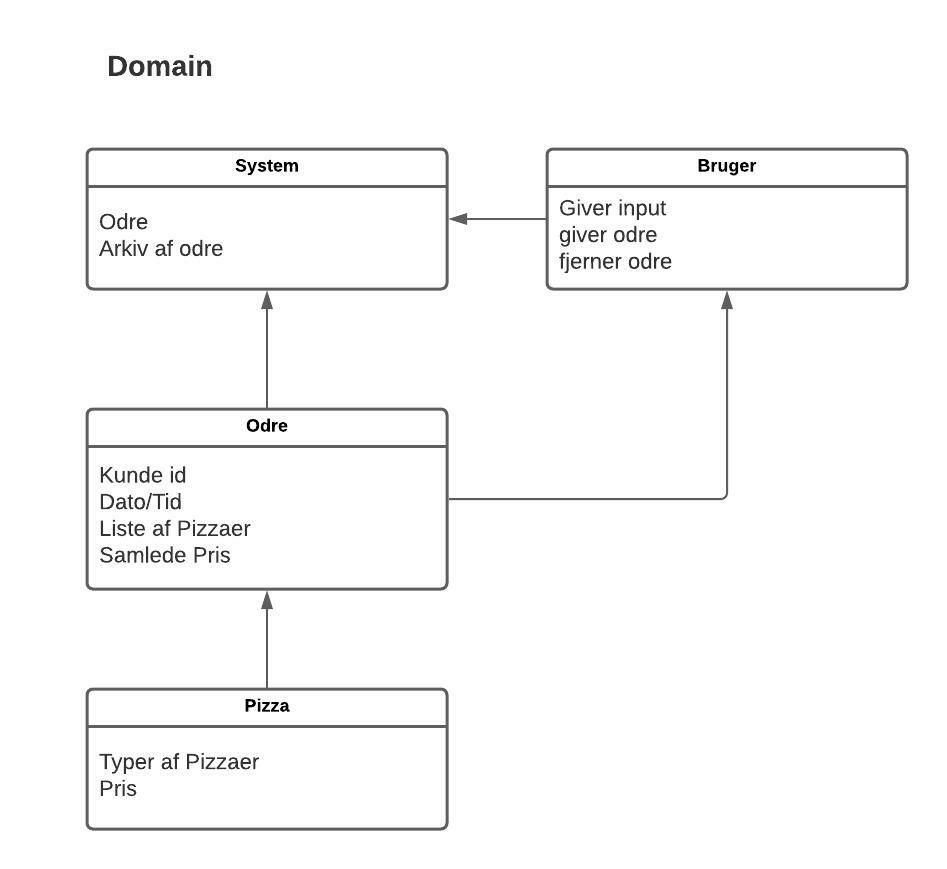 Domain
System
Odre
Arkiv af odre
Bruger
Giver input
giver odre
fjerner odre
Odre
Kunde id
Dato/Tid
Liste af Pizzaer
Samlede Pris
Pizza
Typer af Pizzaer
Pris